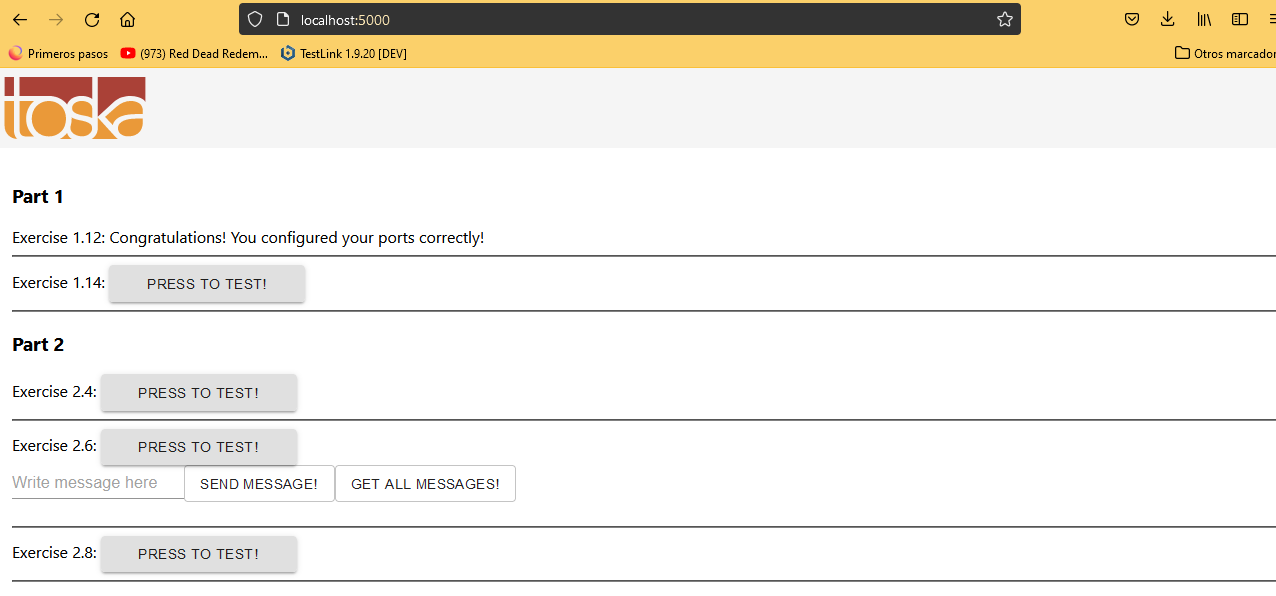 localhost:5000
Primeros pasos (973) Red Dead Redem... TestLink 1.9.20 [DEV] Otros marcador
toska
Part 1
Exercise 1.12: Congratulations! You configured your ports correctly!
Exercise 1.14: PRESS TO TEST!
Part 2
Exercise 2.4: PRESS TO TEST!
Exercise 2.6: PRESS TO TEST!
Write message here SEND MESSAGE! GET ALL MESSAGES!
Exercise 2.8: PRESS TO TEST!